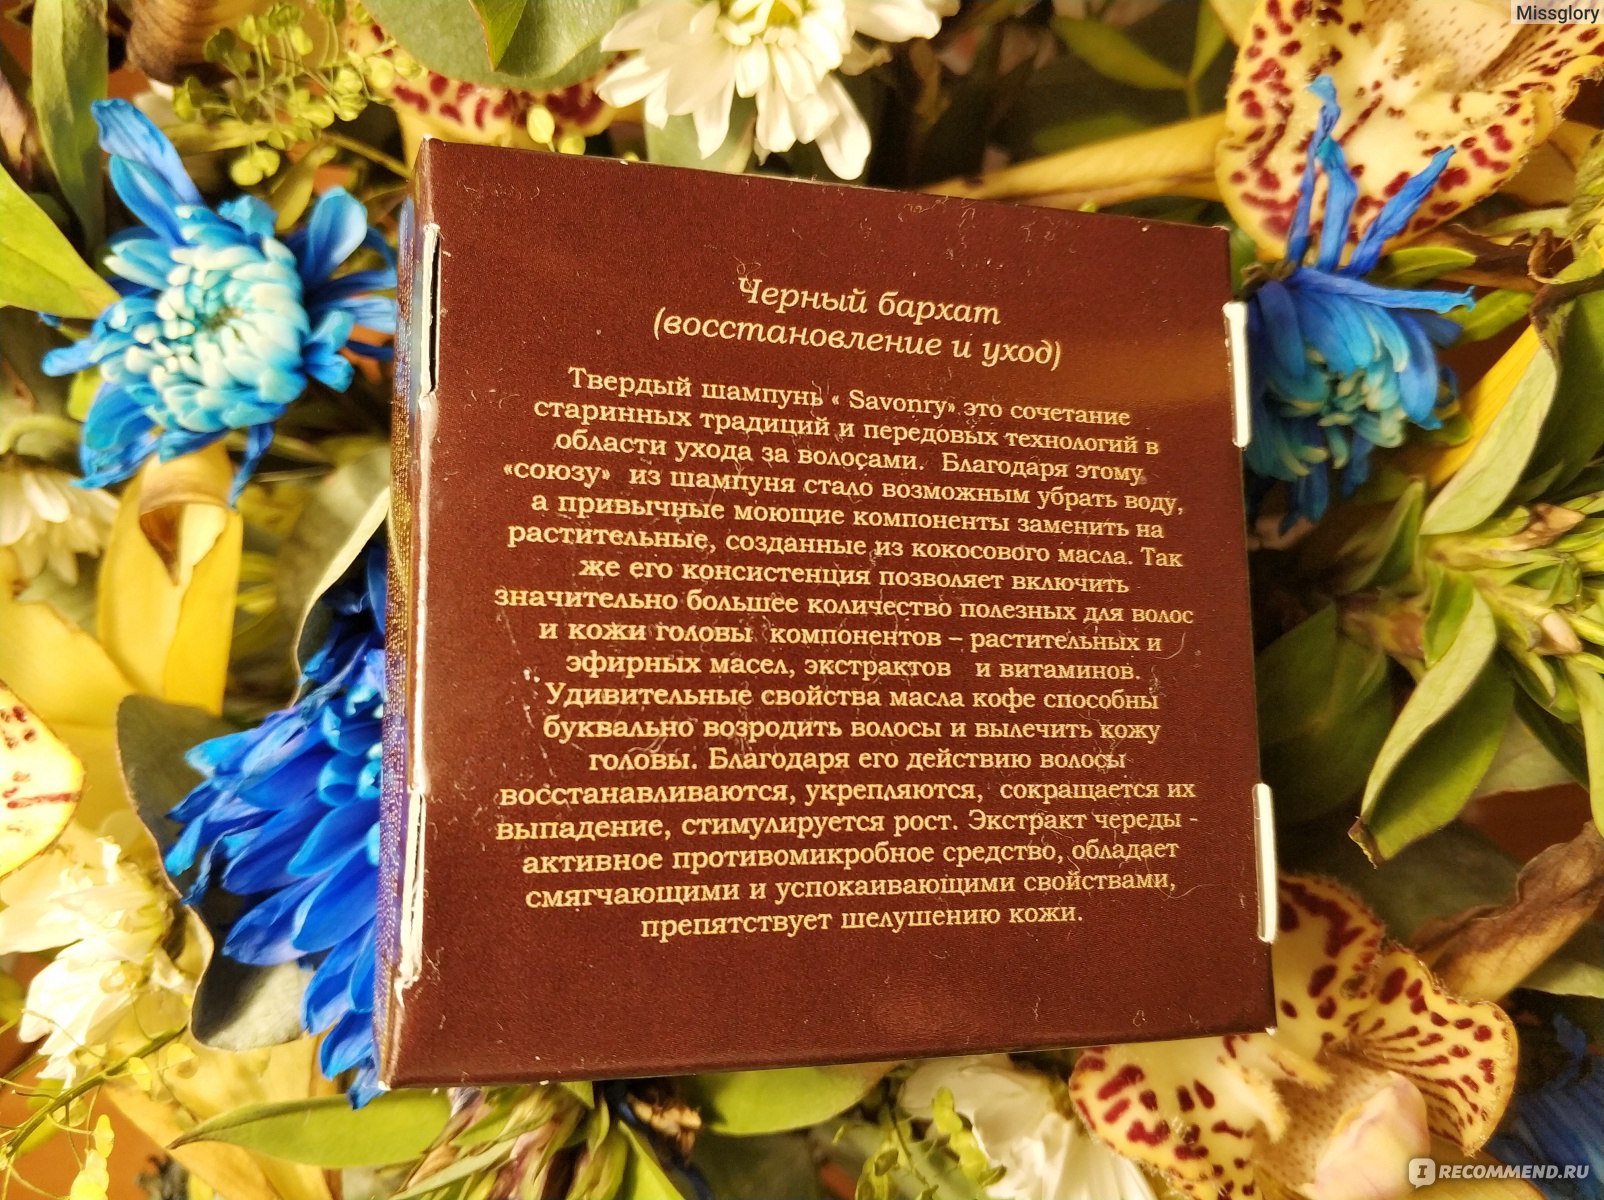 Missglory
Черный бархат
(восстановление и уход)
Твердый шампунь « Savonry» это сочетание
старинных традиций и передовых технологий в
области ухода за волосами. Благодаря этому
«союзу» из шампуня стало возможным убрать воду,
а привычные моющие компоненты заменить на
растительные, созданные из кокосового масла. Так
же его консистенция позволяет включить
значительно большее количество полезных для волос
и кожи головы компонентов – растительных и
эфирных масел, экстрактов и витаминов.
Удивительные свойства масла кофе способны
буквально возродить волосы и вылечить кожу
головы. Благодаря его действию волосы
восстанавливаются, укрепляются, сокращается их
выпадение, стимулируется рост. Экстракт череды -
активное противомикробное средство, обладает
смягчающими и успокаивающими свойствами,
препятствует шелушению кожи.
IRECOMMEND.RU